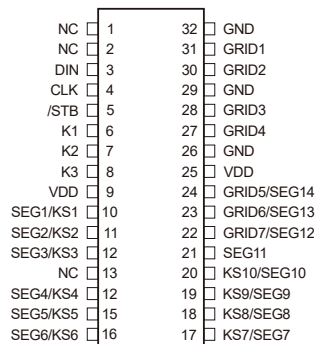 NC 1 32 GND
NC 2 31 GRID1
DIN 3 30 GRID2
CLK 4 29 GND
/STB 5 28 GRID3
K1 6 27 GRID4
K2 7 26 GND
K3 8 25 VDD
VDD 9 24 GRID5/SEG14
SEG1/KS1 10 23 GRID6/SEG13
SEG2/KS2 11 22 GRID7/SEG12
SEG3/KS3 12 21 SEG11
NC 13 20 KS10/SEG10
SEG4/KS4 12 19 KS9/SEG9
SEG5/KS5 15 18 KS8/SEG8
SEG6/KS6 16 17 KS7/SEG7